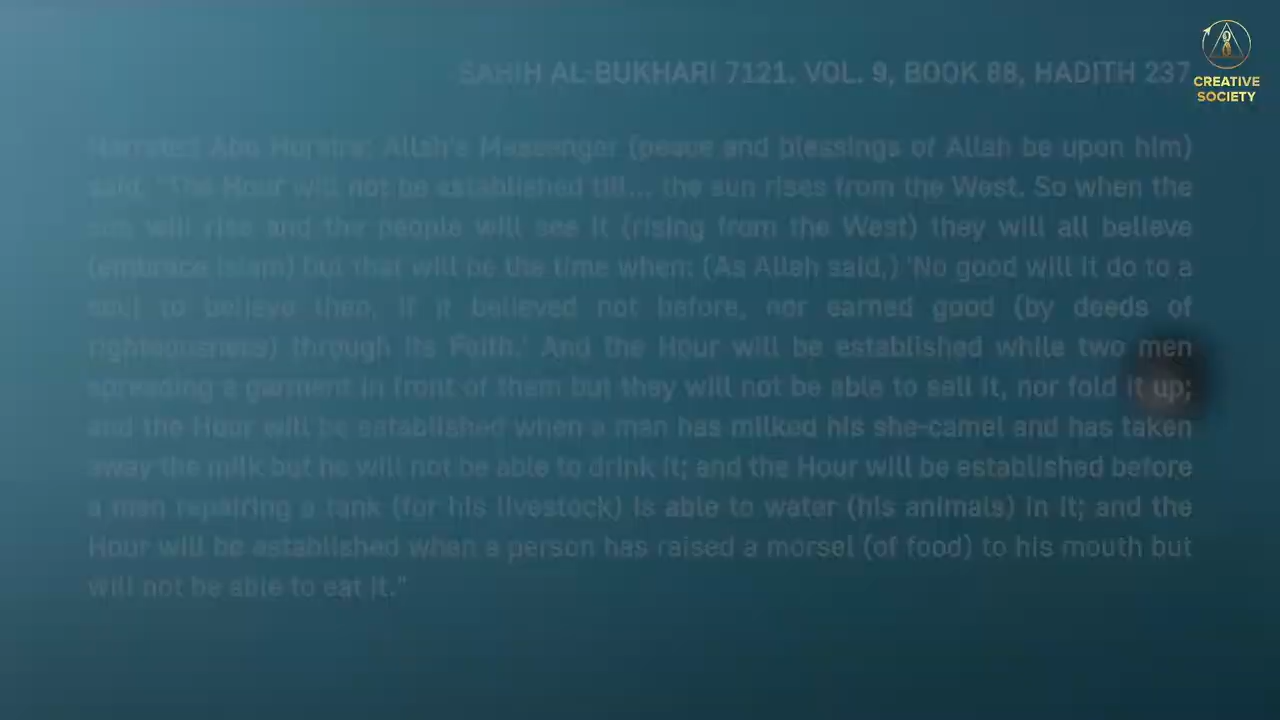 SAHIH AL-BUKHARI 7121. VOL. 9, BOOK 88, HADITH 237
CREATIVE
SOCIETY
Narrated Abu Huraira: Allah's Messenger (peace and blessings of Allah be upon him)
said, "The Hour will not be established till... the sun rises from the West. So when the
sun will rise and the people will see it (rising from the West) they will all believe
(embrace Islam) but that will be the time when: (As Allah said,) 'No good will it do to a
soul to believe then, if it believed not before, nor earned good (by deeds of
righteousness) through its Faith.' And the Hour will be established while two men
spreading a garment in front of them but they will not be able to sell it, nor fold it up;
and the Hour will be established when a man has milked his she-camel and has taken
away the milk but he will not be able to drink it; and the Hour will be established before
a man repairing a tank (for his livestock) is able to water (his animals) in it; and the
Hour will be established when a person has raised a morsel (of food) to his mouth but
will not be able to eat it."